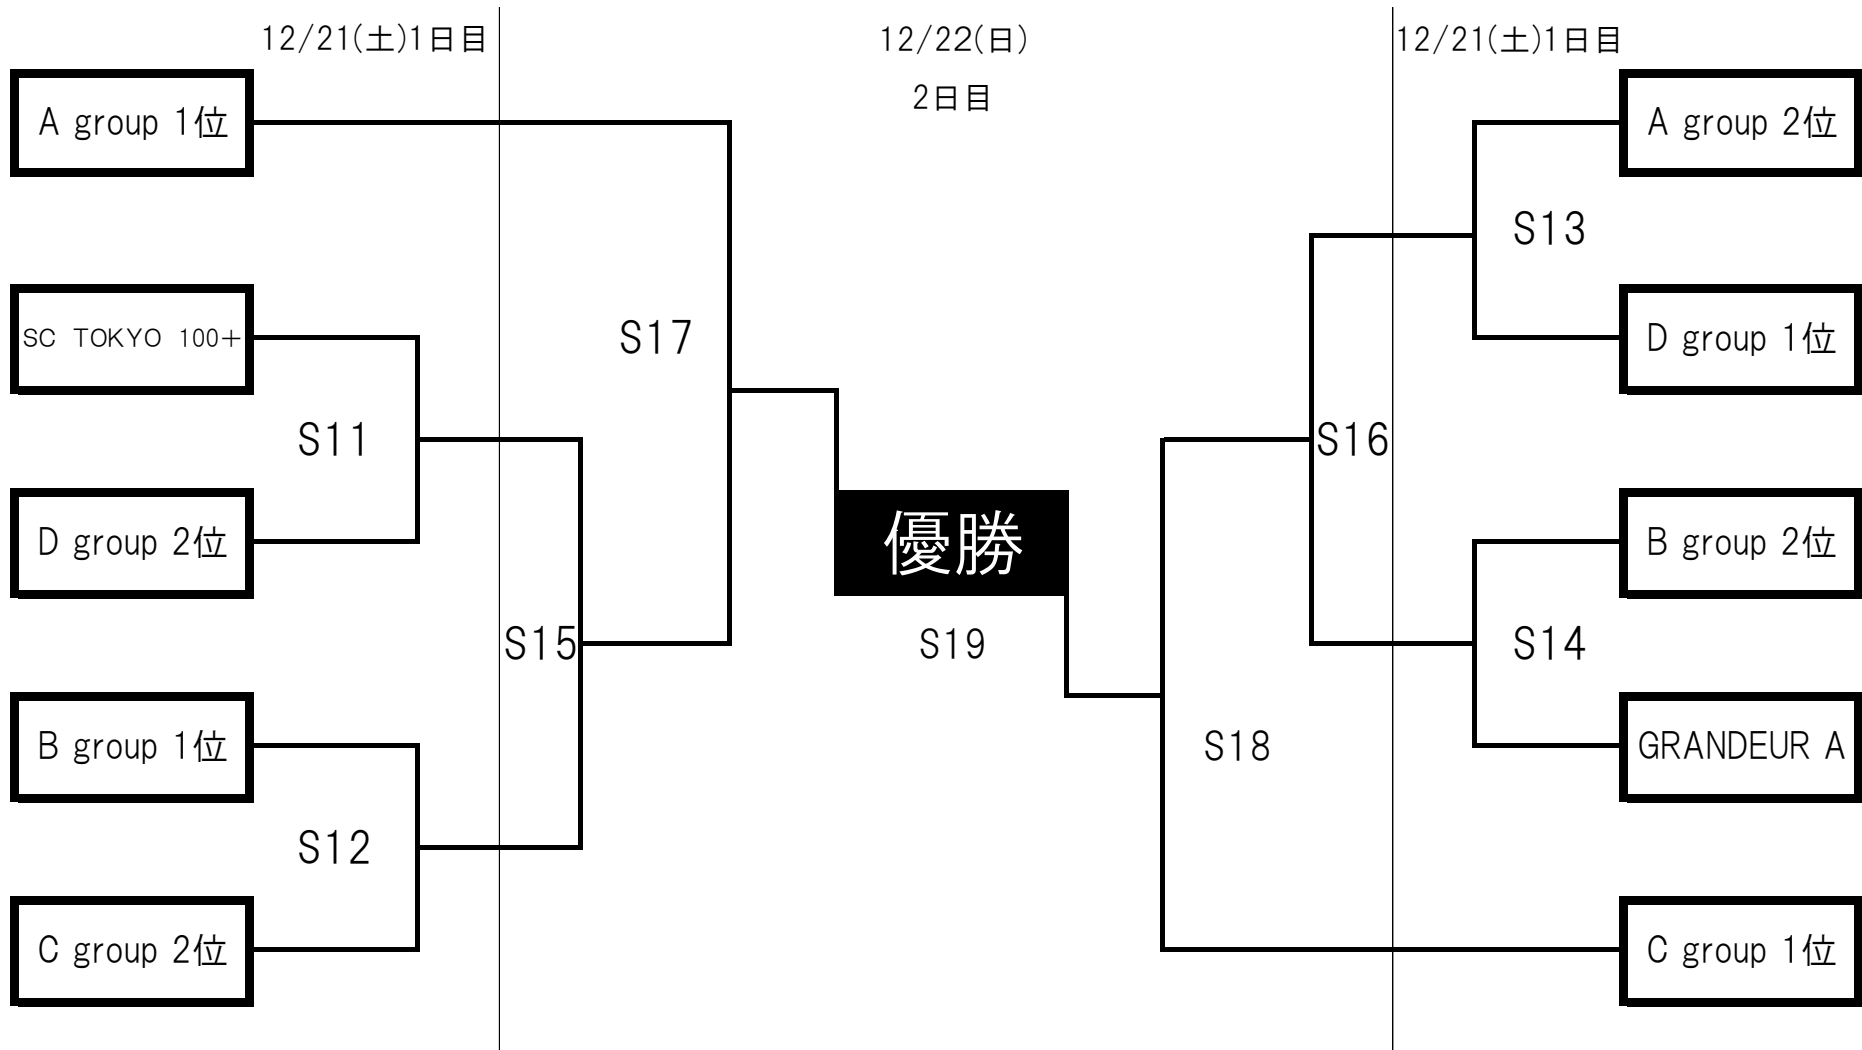 12/21(土)1日目
12/22(日)
12/21(土)1日目
2日目
A group 1位
A group 2位
S13
SC TOKYO 100+
S17
D group 1位
S11
S16
D group 2位
優勝
B group 2位
S15
S19
S14
B group 1位
S18
GRANDEUR A
S12
C group 2位
C group 1位